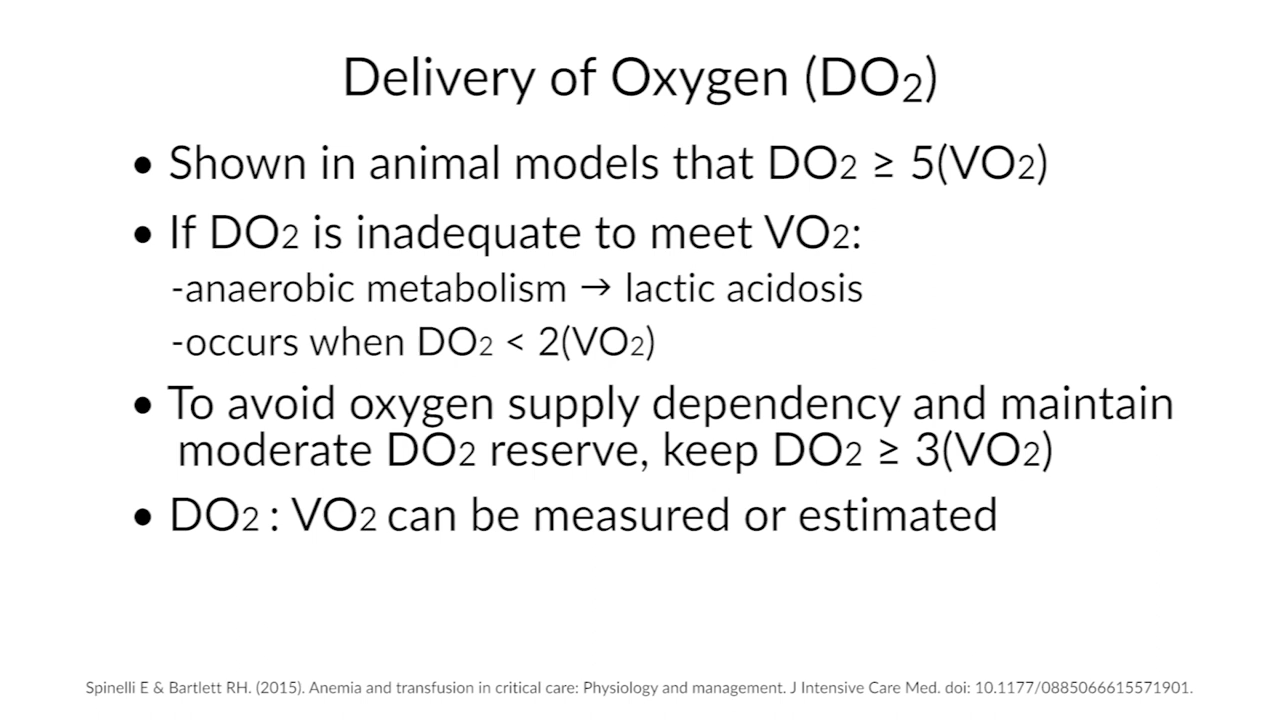 Delivery of Oxygen (DO₂)
• Shown in animal models that DO₂ ≥ 5(VO₂)
• If DO₂ is inadequate to meet VO₂:
-anaerobic metabolism → lactic acidosis
-occurs when DO₂ < 2(VO₂)
• To avoid oxygen supply dependency and maintain
moderate DO₂ reserve, keep DO₂ ≥ 3(VO₂)
• DO₂ : VO₂ can be measured or estimated
Spinelli E & Bartlett RH. (2015). Anemia and transfusion in critical care: Physiology and management. J Intensive Care Med. doi: 10.1177/0885066615571901.